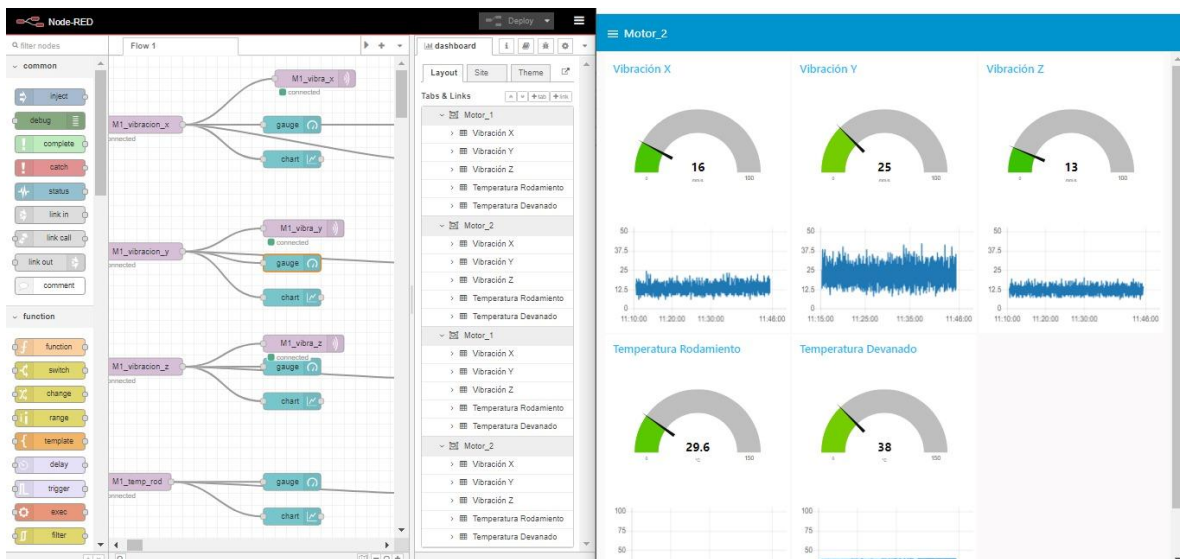 Node-RED
Deploy
filter nodes
Flow 1
dashboard
common
inject
debug
complete
catch
status
link in
link call
link out
comment
function
function
switch
change
range
template
delay
trigger
exec
filter
M1_vibra_x
connected
M1_vibracion_x
gauge
chart
M1_vibra_y
connected
M1_vibracion_y
gauge
chart
M1_vibra_z
connected
M1_vibracion_z
gauge
chart
M1_temp_rod
gauge
chart
Layout
Site
Theme
Tabs & Links
+tab
+link
Motor_1
Vibración X
Vibración Y
Vibración Z
Temperatura Rodamiento
Temperatura Devanado
Motor_2
Vibración X
Vibración Y
Vibración Z
Temperatura Rodamiento
Temperatura Devanado
Motor_1
Vibración X
Vibración Y
Vibración Z
Temperatura Rodamiento
Temperatura Devanado
Motor_2
Vibración X
Vibración Y
Vibración Z
Temperatura Rodamiento
Temperatura Devanado
Motor_2
Vibración X
16
50
37.5
25
12.5
0
11:10:00 11:20:00 11:30:00 11:46:00
Vibración Y
25
100
50
37.5
25
12.5
0
11:15:00 11:25:00 11:35:00 11:46:00
Vibración Z
13
100
50
37.5
25
12.5
0
11:10:00 11:20:00 11:30:00 11:46:00
Temperatura Rodamiento
29.6
°C
150
100
75
50
Temperatura Devanado
38
°C
150
100
75
50